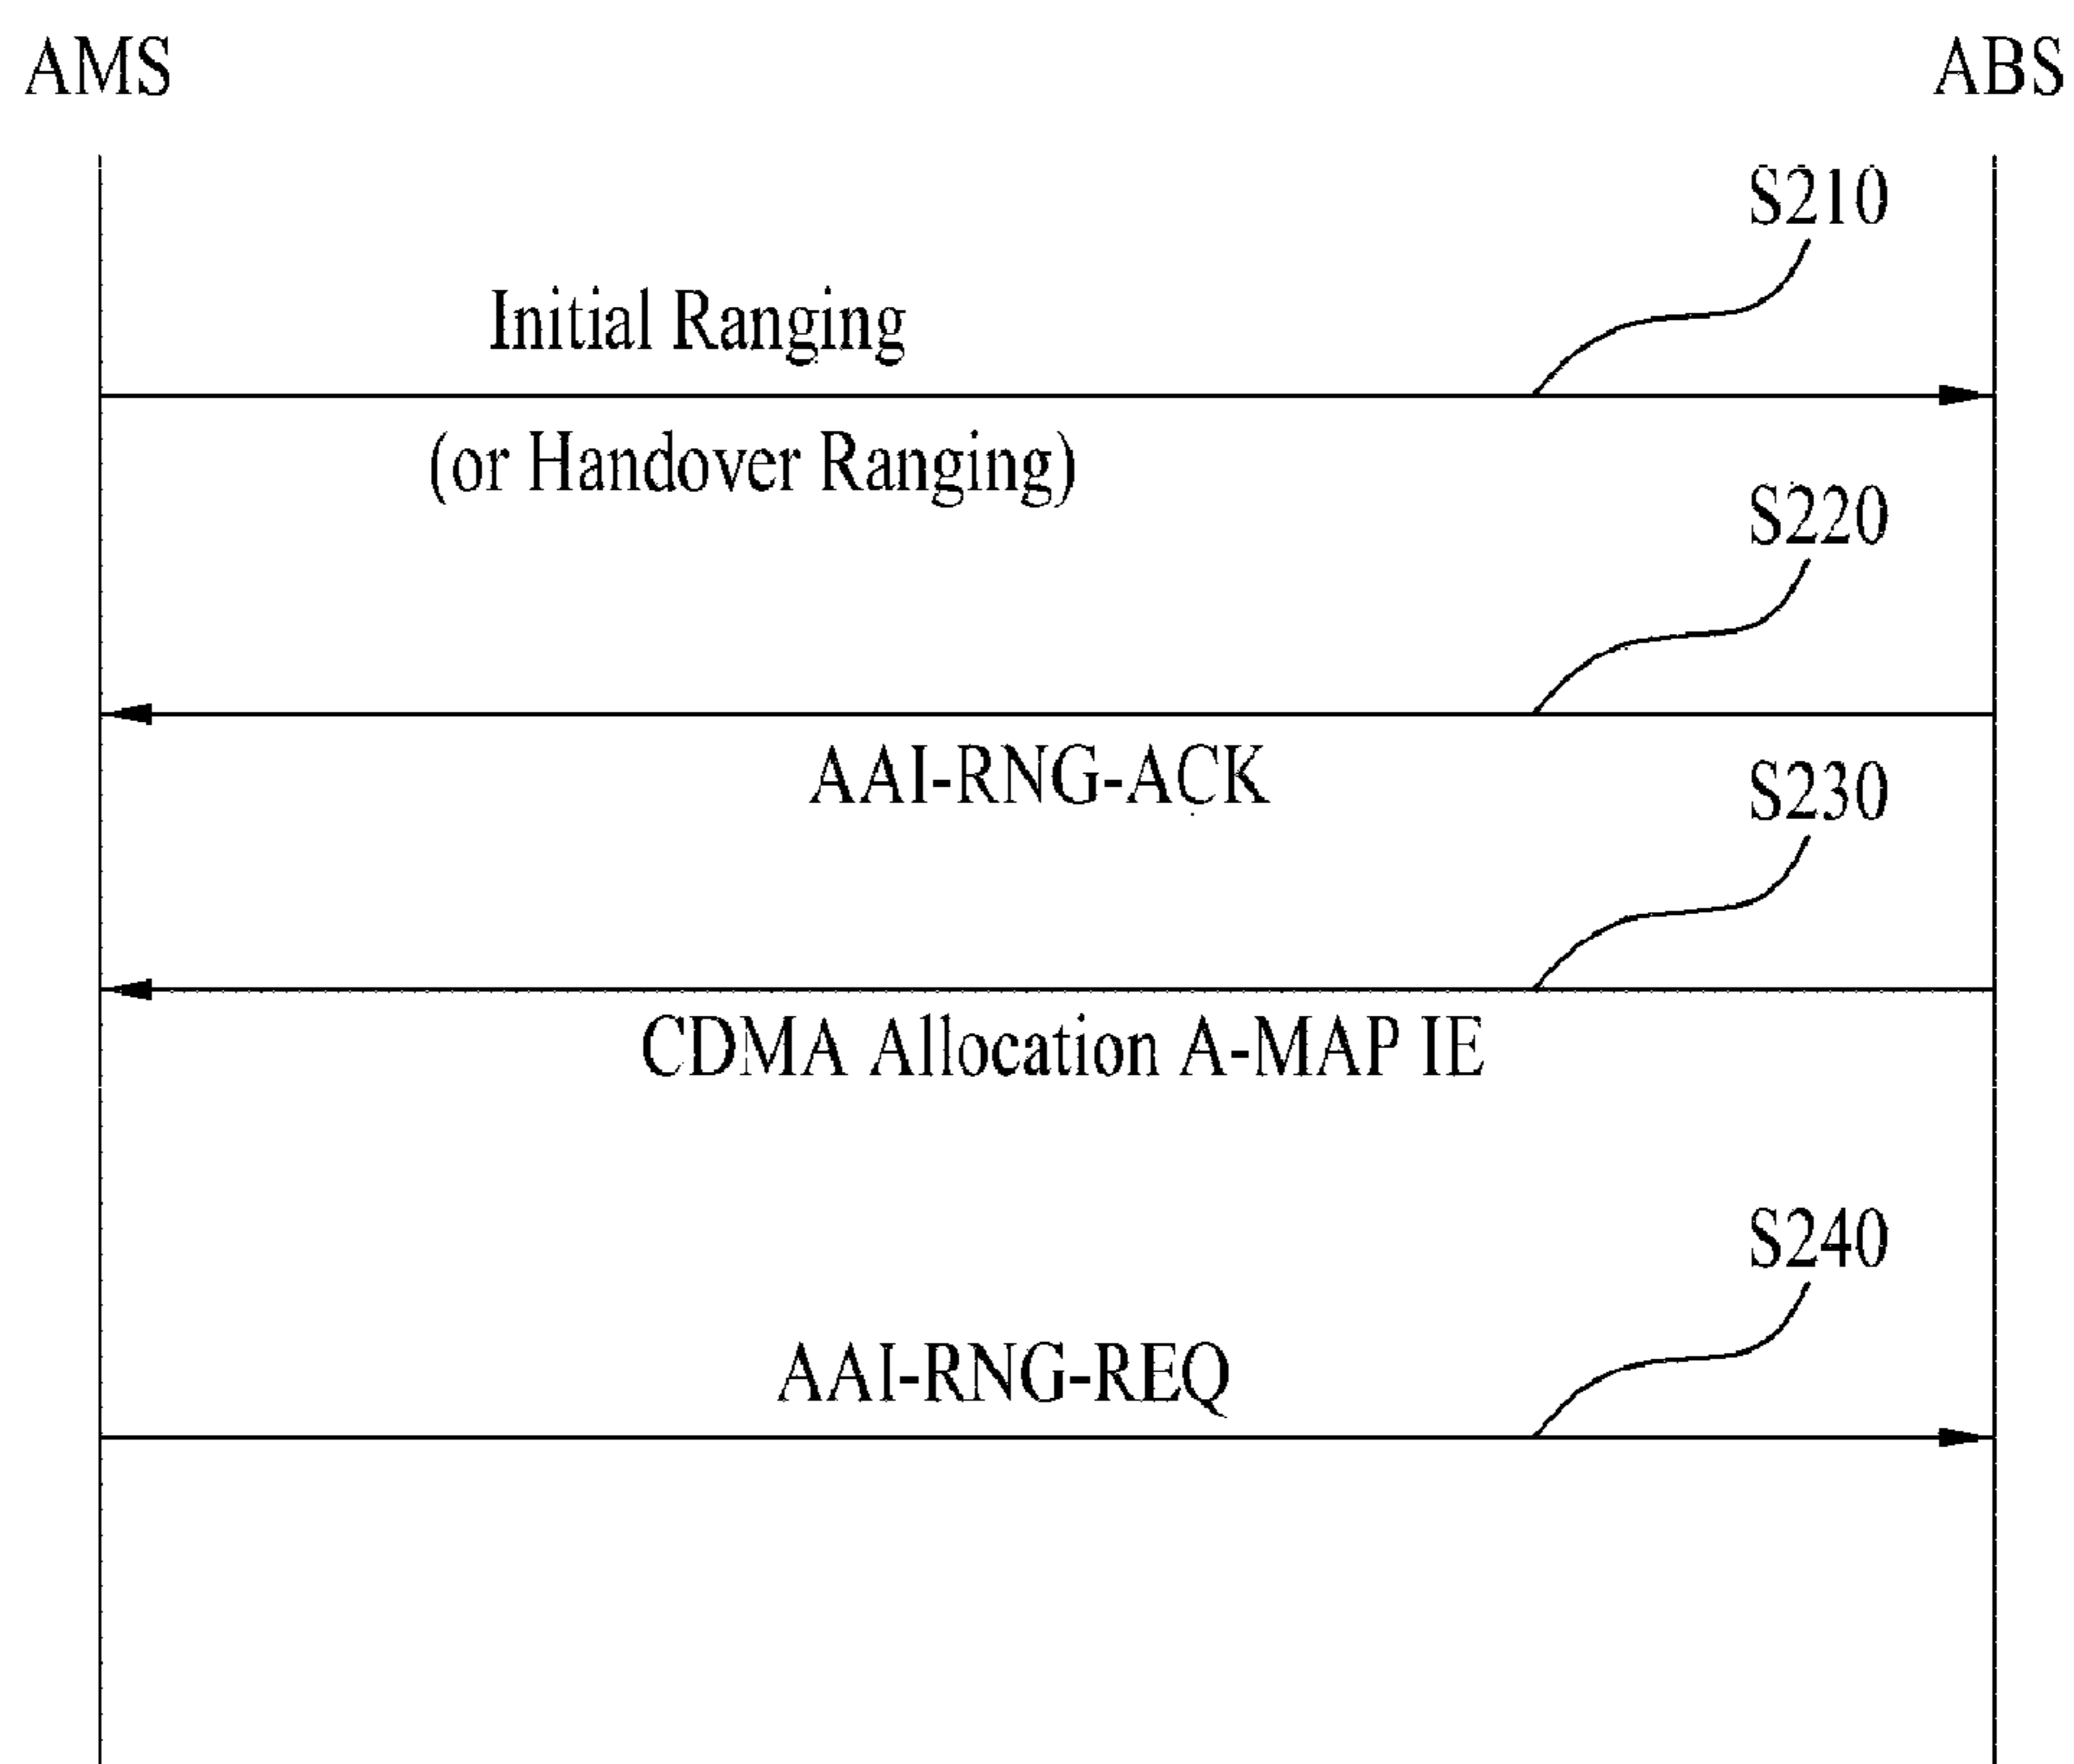 AMS
ABS
S210
Initial Ranging
(or Handover Ranging)
S220
AAI-RNG-ACK
S230
CDMA Allocation A-MAP IE
S240
AAI-RNG-REQ